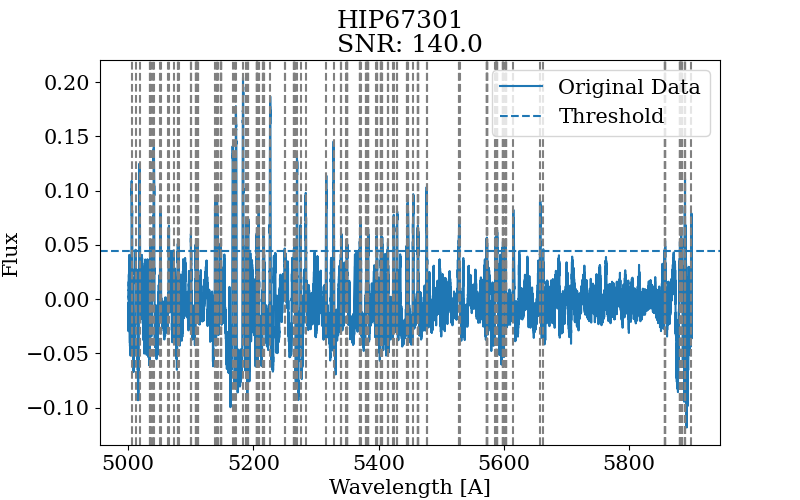 HIP67301
SNR: 140.0
Original Data
Threshold
0.20
0.15
0.10
0.05
0.00
−0.05
−0.10
Flux
5000 5200 5400 5600 5800
Wavelength [A]